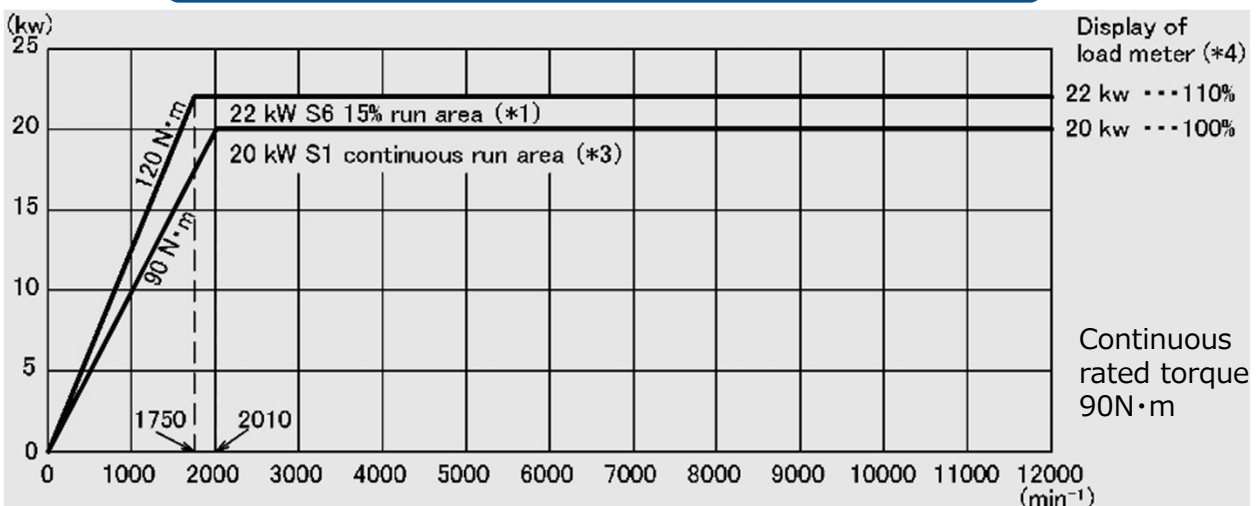 (kw)
25
20
15
10
5
0
120 N·m
90 N·m
22 kW S6 15% run area (*1)
20 kW S1 continuous run area (*3)
1750
2010
0 1000 2000 3000 4000 5000 6000 7000 8000 9000 10000 11000 12000
(min⁻¹)
Display of
load meter (*4)
22 kw ···110%
20 kw ···100%
Continuous
rated torque
90N·m